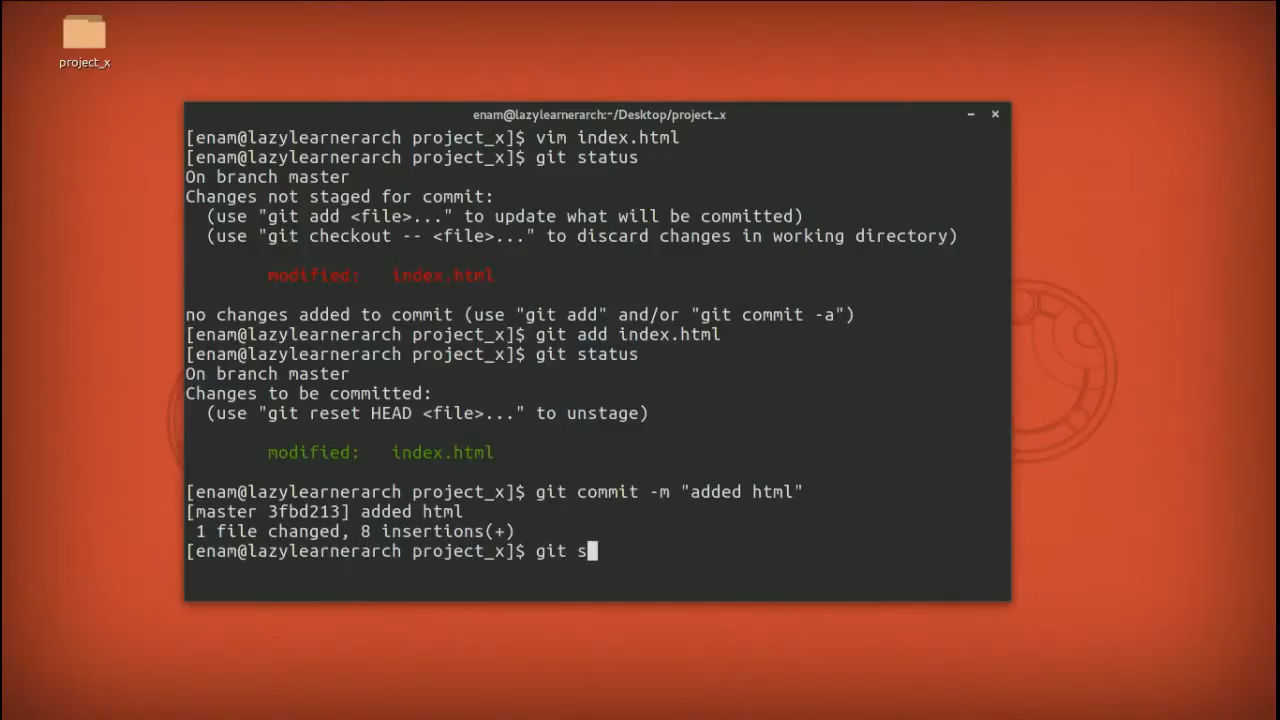 project_x
enam@lazylearnerarch:~/Desktop/project_x
[enam@lazylearnerarch project_x]$ vim index.html
[enam@lazylearnerarch project_x]$ git status
On branch master
Changes not staged for commit:
  (use "git add <file>..." to update what will be committed)
  (use "git checkout -- <file>..." to discard changes in working directory)
        modified:   index.html
no changes added to commit (use "git add" and/or "git commit -a")
[enam@lazylearnerarch project_x]$ git add index.html
[enam@lazylearnerarch project_x]$ git status
On branch master
Changes to be committed:
  (use "git reset HEAD <file>..." to unstage)
        modified:   index.html
[enam@lazylearnerarch project_x]$ git commit -m "added html"
[master 3fbd213] added html
 1 file changed, 8 insertions(+)
[enam@lazylearnerarch project_x]$ git s